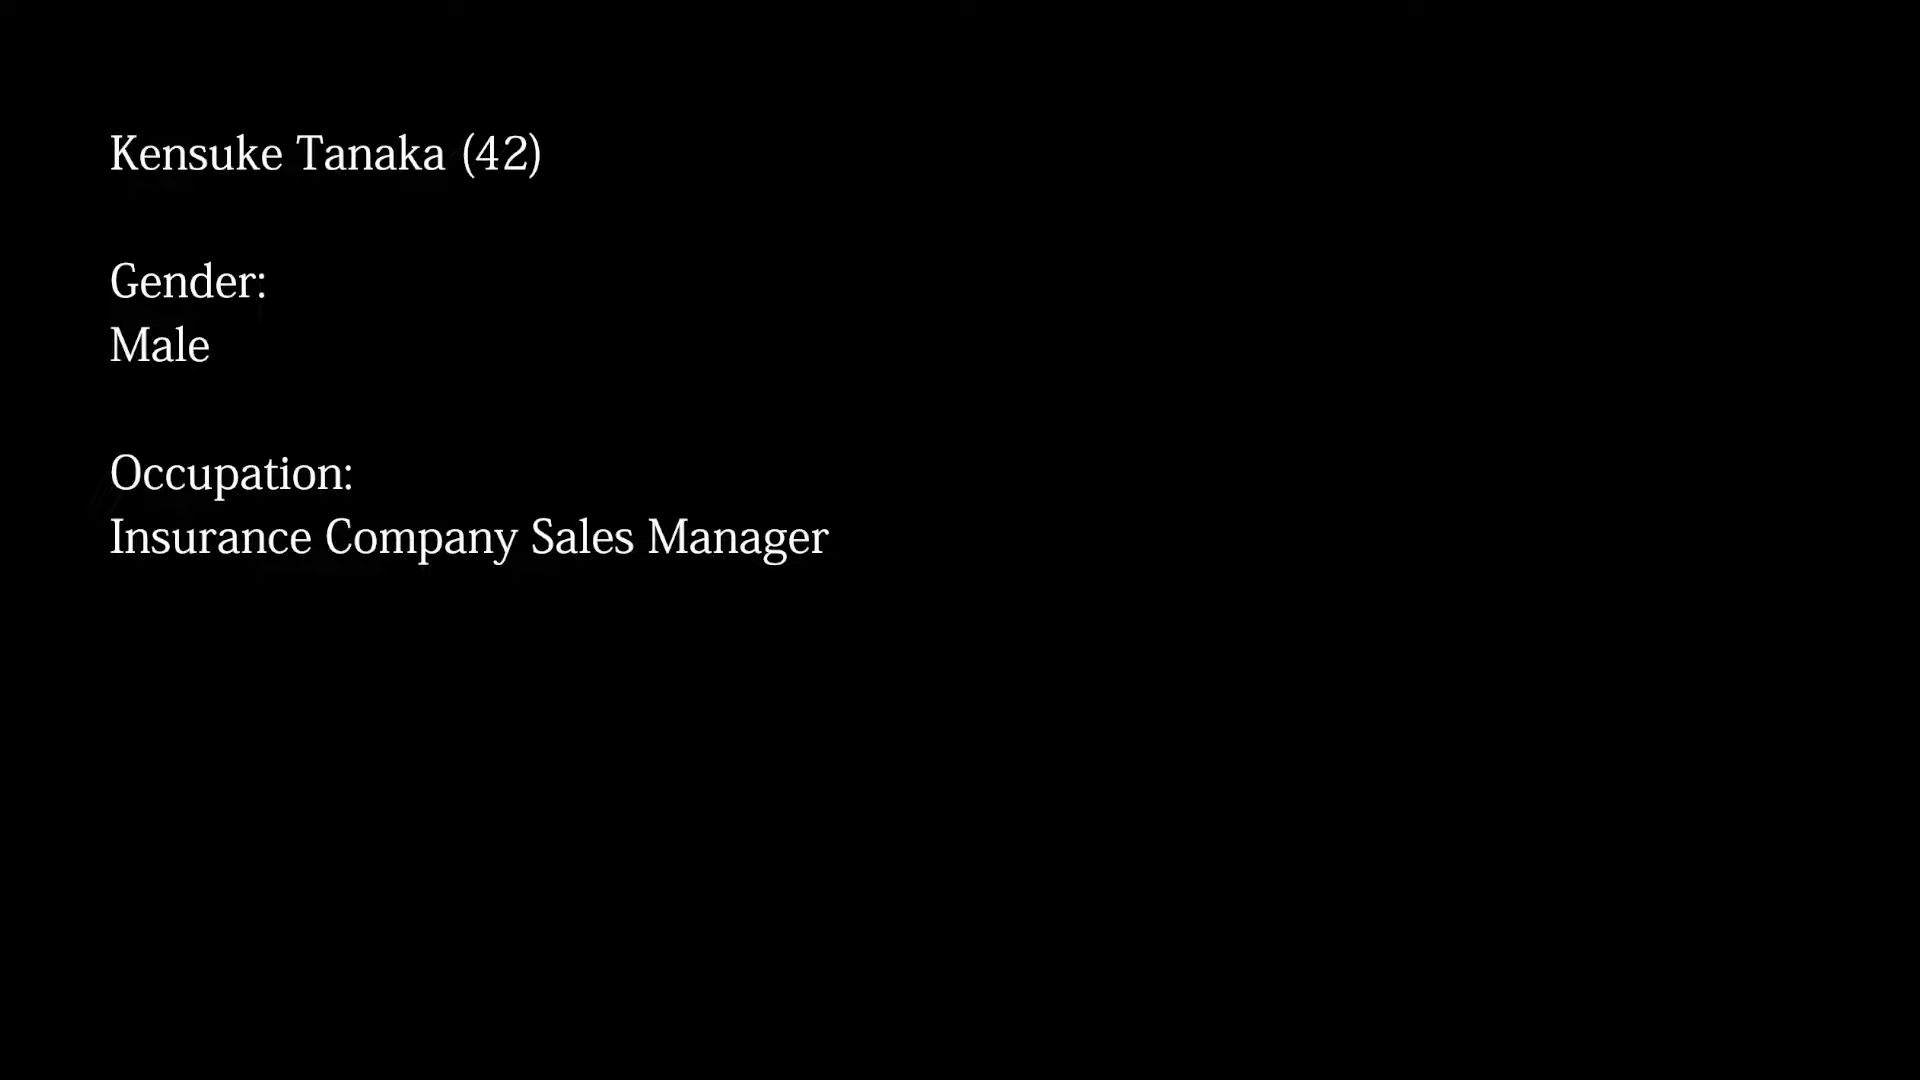 Kensuke Tanaka (42)
Gender:
Male
Occupation:
Insurance Company Sales Manager